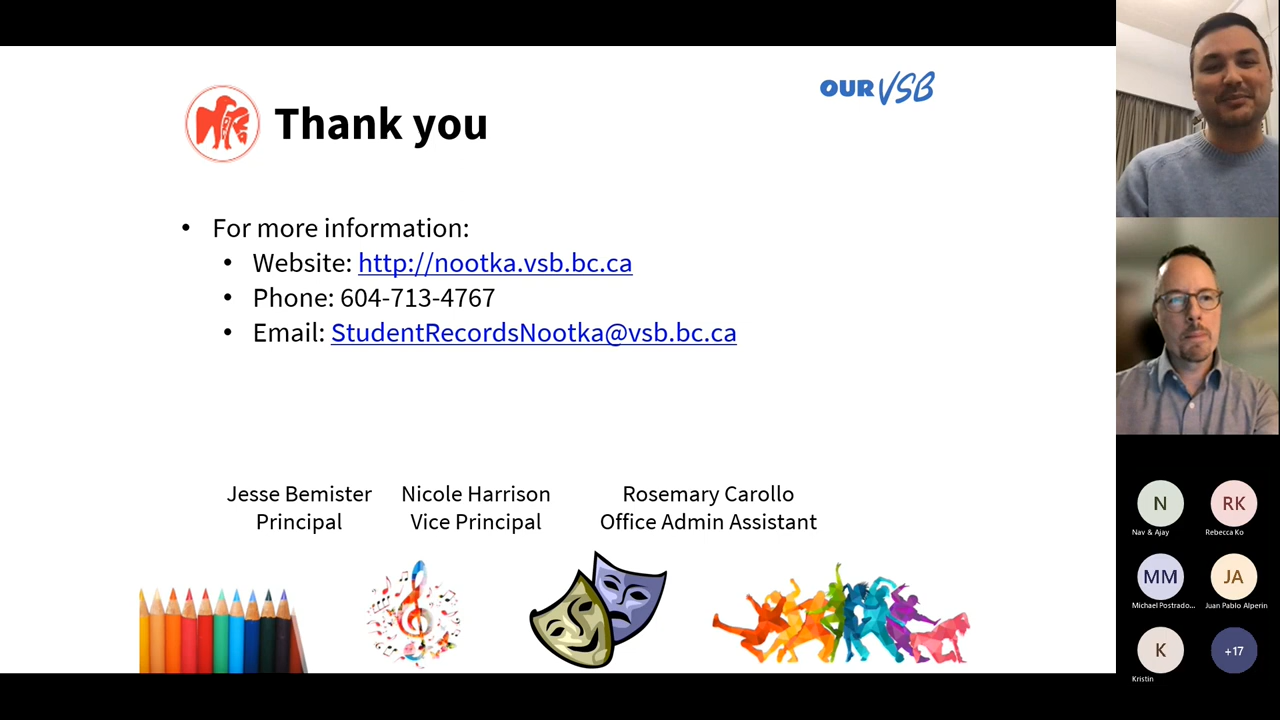 OUR VSB
Thank you
• For more information:
• Website: http://nootka.vsb.bc.ca
• Phone: 604-713-4767
• Email: StudentRecordsNootka@vsb.bc.ca
Jesse Bemister
Principal
Nicole Harrison
Vice Principal
Rosemary Carollo
Office Admin Assistant
N
Nav & Ajay
RK
Rebecca Ko
MM
Michael Postrado...
JA
Juan Pablo Alperin
K
Kristin
+17